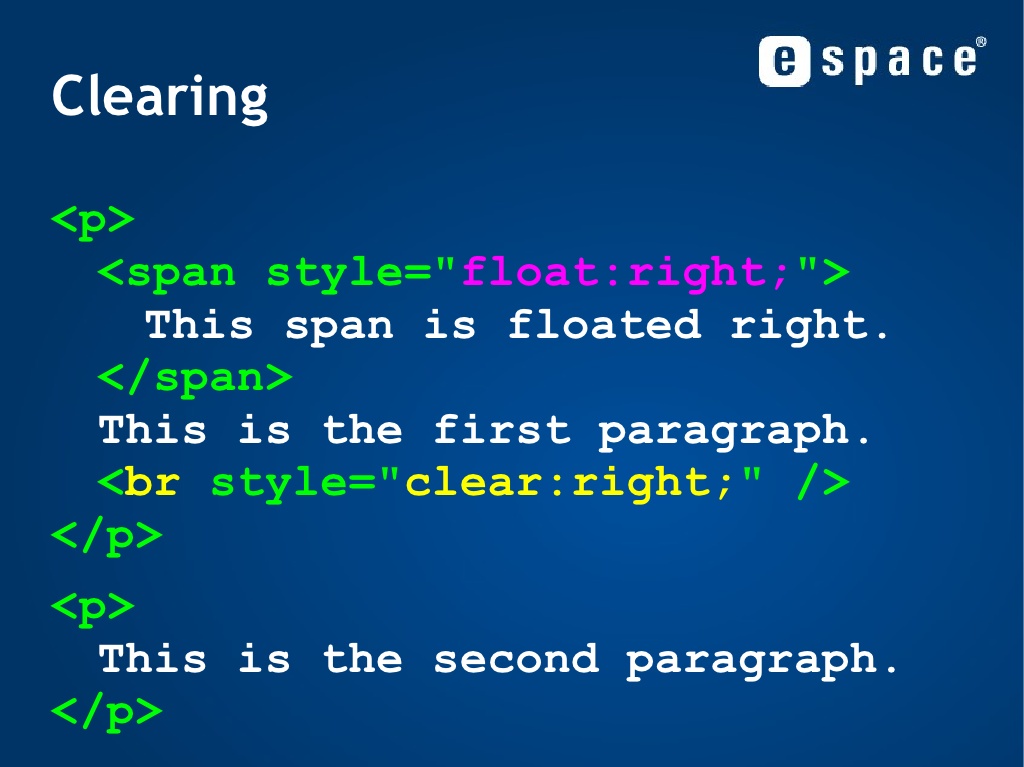 espace®
Clearing
<p>
<span style="float:right;">
This span is floated right.
</span>
This is the first paragraph.
<br style="clear:right;" />
</p>
<p>
This is the second paragraph.
</p>